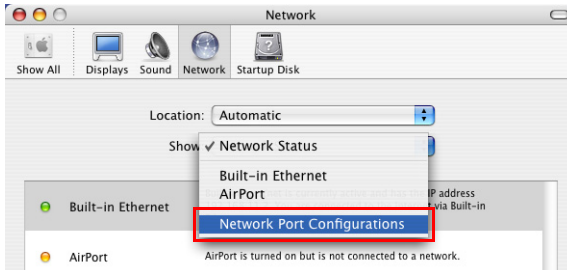 Network
Show All
Displays
Sound
Network
Startup Disk
Location: Automatic
Show ✓ Network Status
Built-in Ethernet
AirPort
Network Port Configurations
Built-in Ethernet
IP address
via Built-in
AirPort
AirPort is turned on but is not connected to a network.